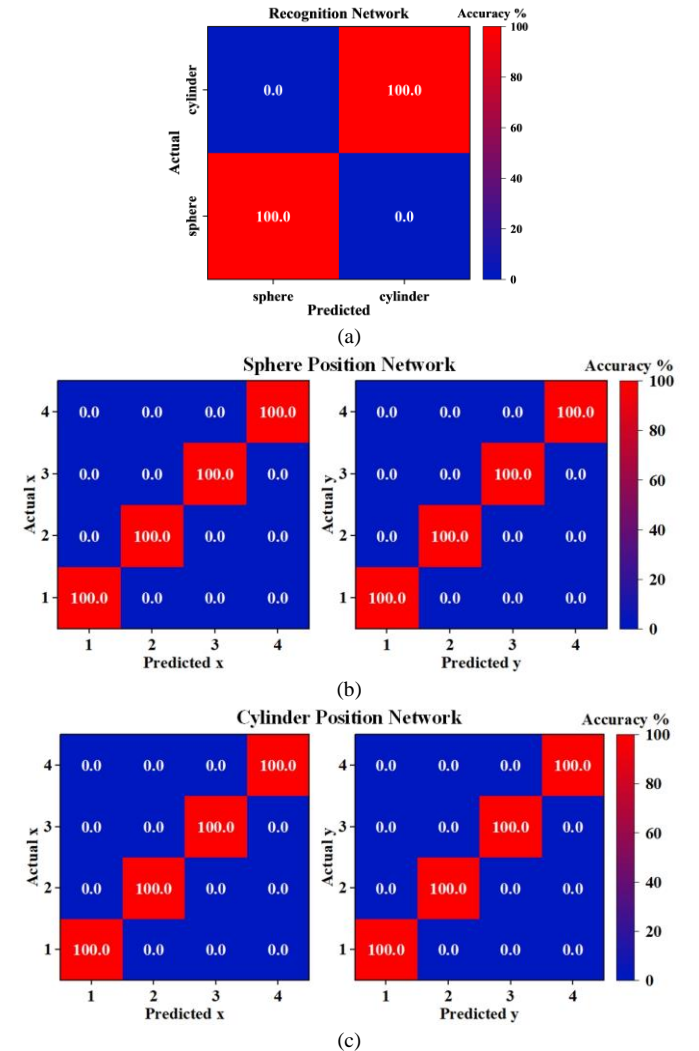 Recognition Network Accuracy %
100
cylinder 0.0 100.0
80
60
Actual
40
sphere 100.0 0.0
20
0
sphere cylinder
Predicted
(a)
Sphere Position Network Accuracy %
100
4 0.0 0.0 0.0 100.0 0.0 0.0 0.0 100.0
80
3 0.0 0.0 100.0 0.0 0.0 0.0 100.0 0.0
60
Actual x Actual y
40
2 0.0 100.0 0.0 0.0 0.0 100.0 0.0 0.0
20
1 100.0 0.0 0.0 0.0 100.0 0.0 0.0 0.0
0
1 2 3 4 1 2 3 4
Predicted x Predicted y
(b)
Cylinder Position Network Accuracy %
100
4 0.0 0.0 0.0 100.0 0.0 0.0 0.0 100.0
80
3 0.0 0.0 100.0 0.0 0.0 0.0 100.0 0.0
60
Actual x Actual y
40
2 0.0 100.0 0.0 0.0 0.0 100.0 0.0 0.0
20
1 100.0 0.0 0.0 0.0 100.0 0.0 0.0 0.0
0
1 2 3 4 1 2 3 4
Predicted x Predicted y
(c)